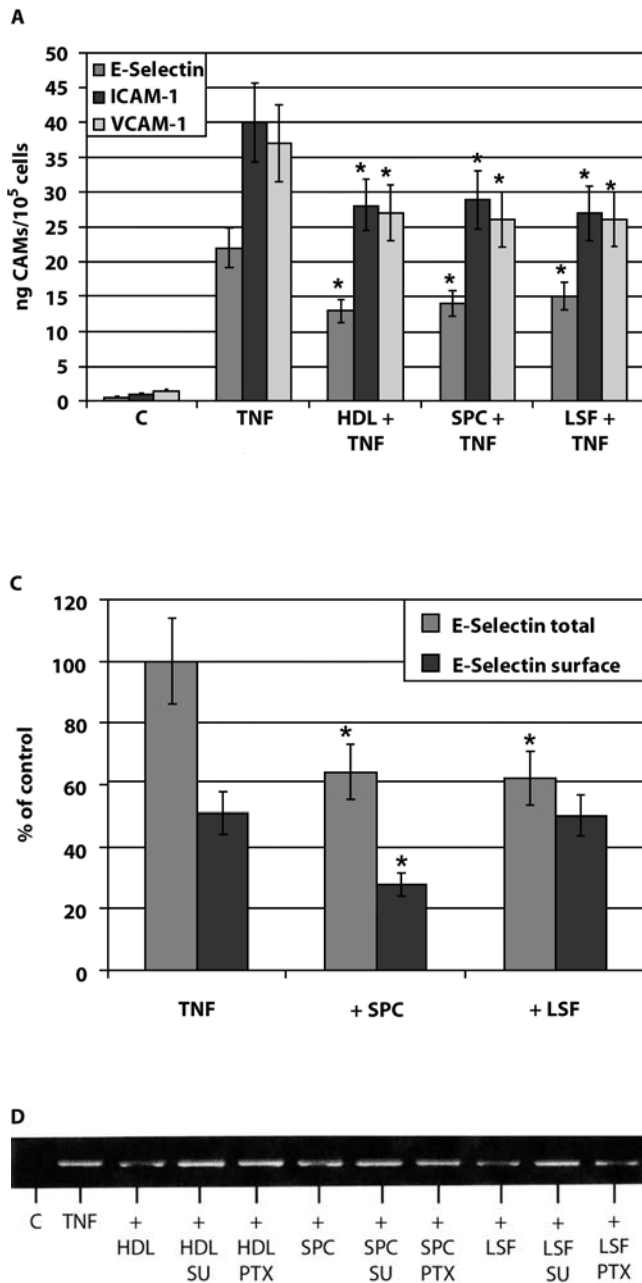 A
50
45
40
35
30
25
20
15
10
5
0
ng CAMs/10⁵ cells
E-Selectin
ICAM-1
VCAM-1
* * * * * * * * *
C TNF HDL + SPC + LSF +
TNF TNF TNF
C
120
100
80
60
40
20
0
% of control
E-Selectin total
E-Selectin surface
* * *
TNF + SPC + LSF
D
C TNF + + + + + + + + +
HDL HDL HDL SPC SPC SPC LSF LSF LSF
SU PTX SU PTX SU PTX